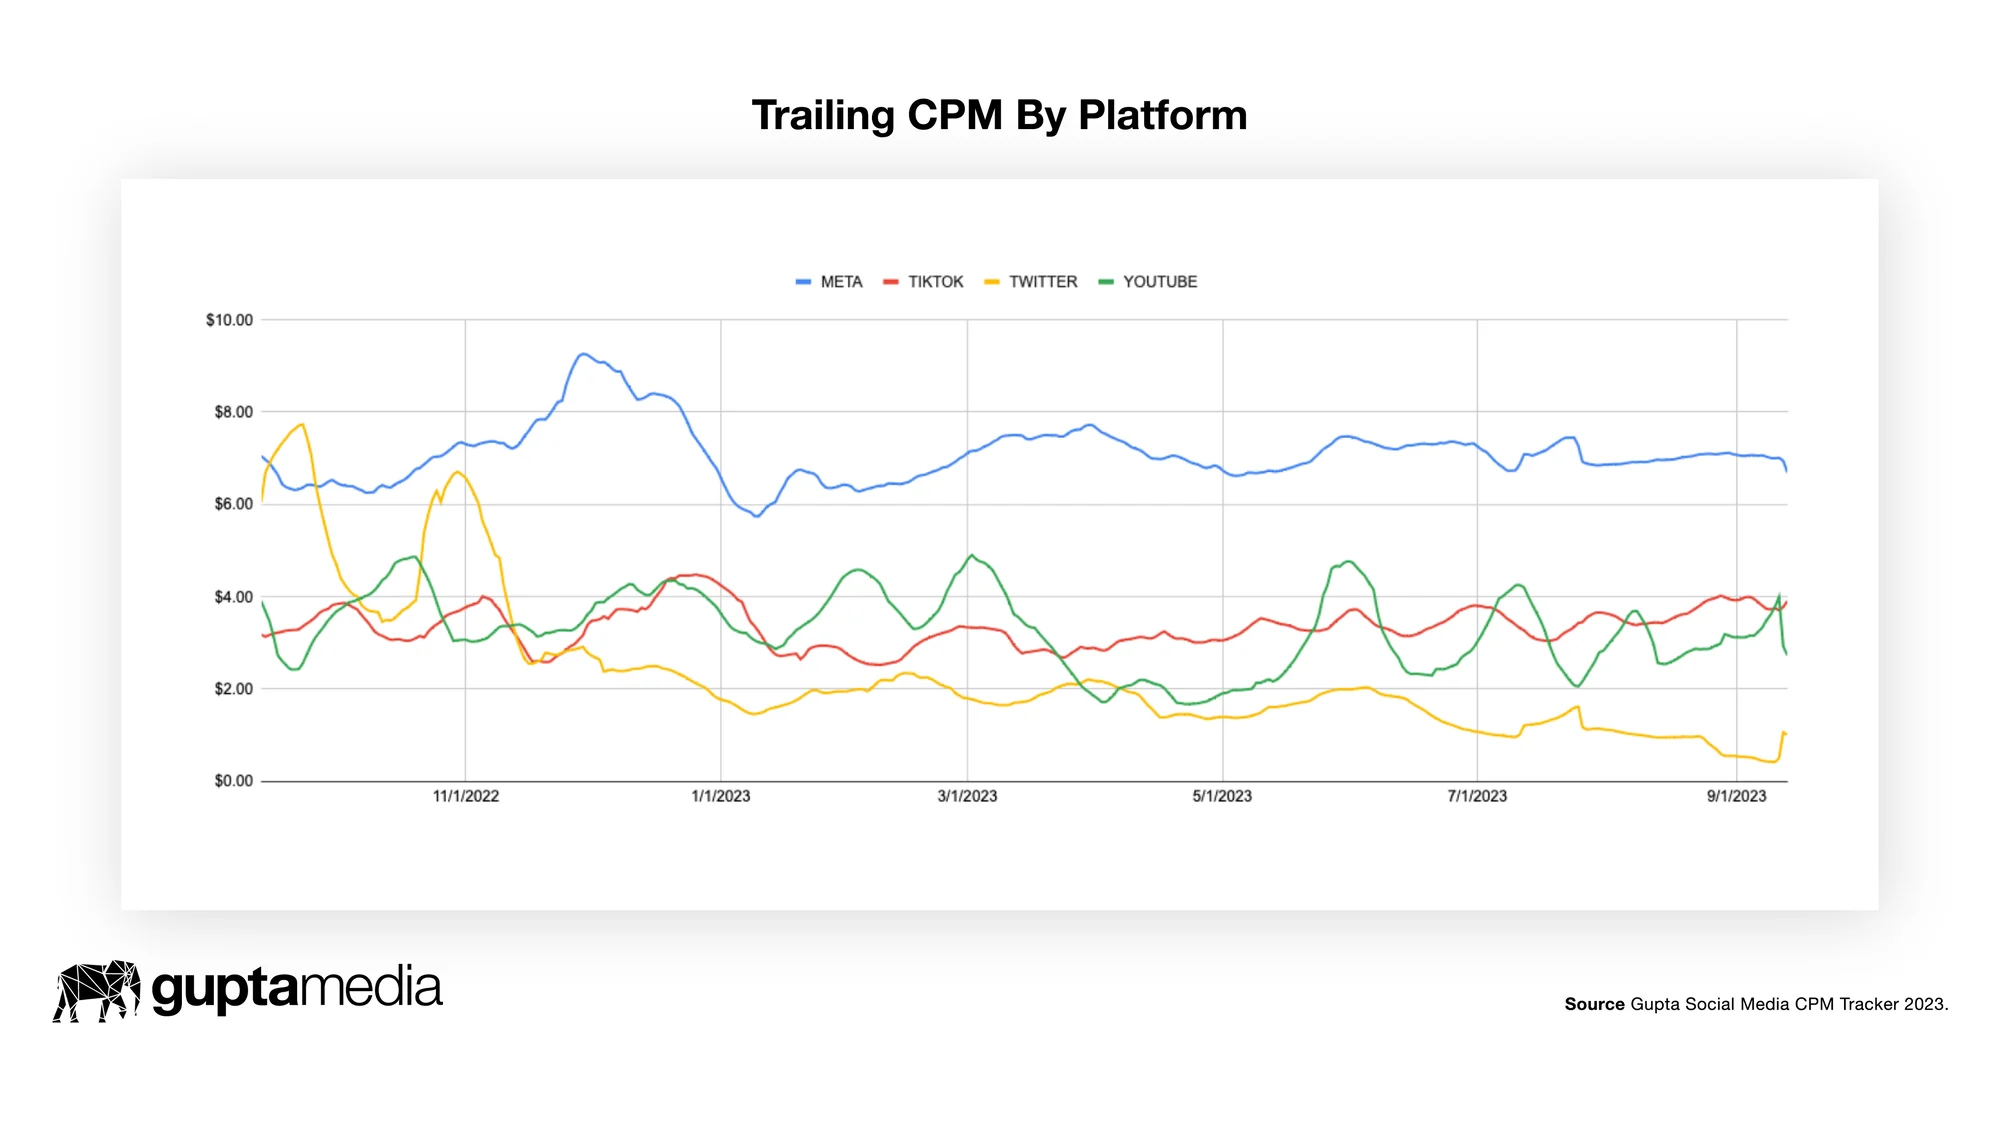 Trailing CPM By Platform
META TIKTOK TWITTER YOUTUBE
$10.00
$8.00
$6.00
$4.00
$2.00
$0.00
11/1/2022 1/1/2023 3/1/2023 5/1/2023 7/1/2023 9/1/2023
guptamedia
Source Gupta Social Media CPM Tracker 2023.